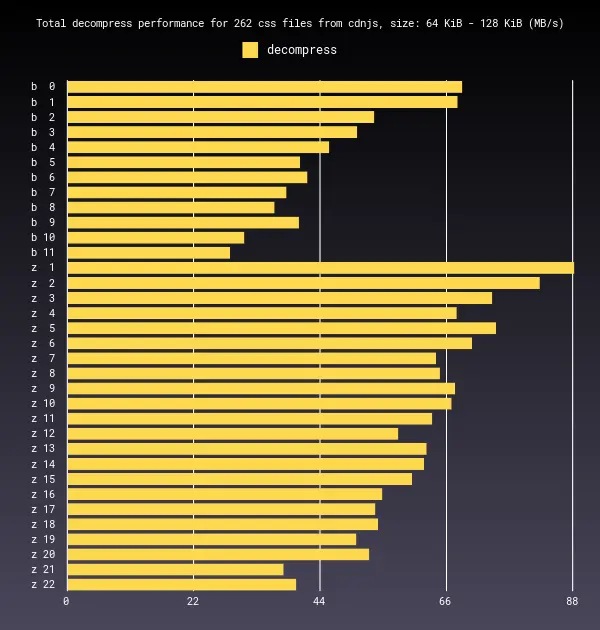 Total decompress performance for 262 css files from cdnjs, size: 64 KiB - 128 KiB (MB/s)
decompress
b 0
b 1
b 2
b 3
b 4
b 5
b 6
b 7
b 8
b 9
b 10
b 11
z 1
z 2
z 3
z 4
z 5
z 6
z 7
z 8
z 9
z 10
z 11
z 12
z 13
z 14
z 15
z 16
z 17
z 18
z 19
z 20
z 21
z 22
0 22 44 66 88